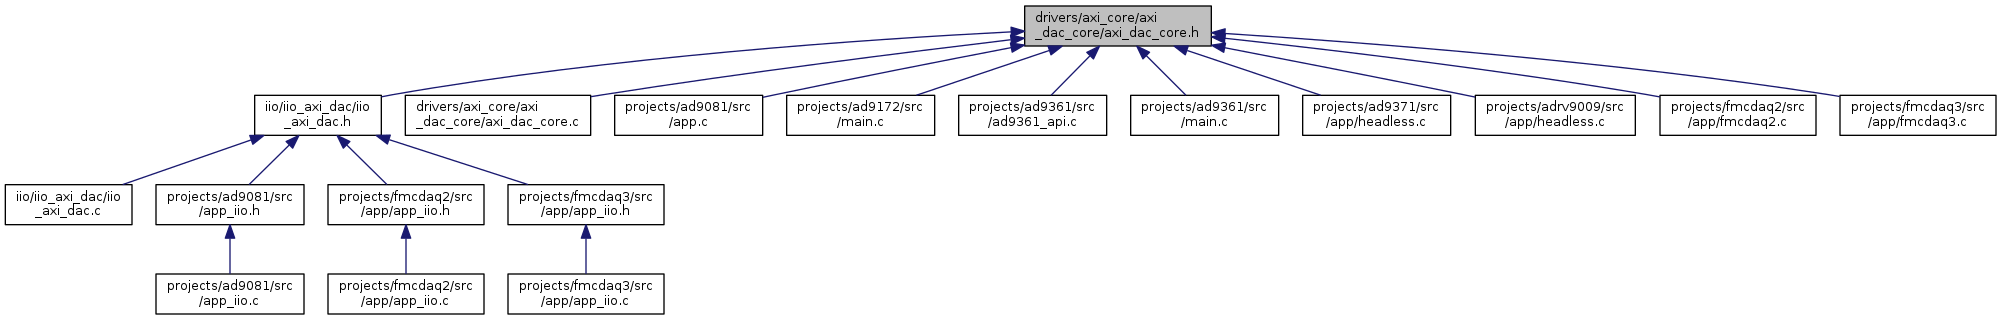 drivers/axi_core/axi
_dac_core/axi_dac_core.h
iio/iio_axi_dac/iio
_axi_dac.h
drivers/axi_core/axi
_dac_core/axi_dac_core.c
projects/ad9081/src
/app.c
projects/ad9172/src
/main.c
projects/ad9361/src
/ad9361_api.c
projects/ad9361/src
/main.c
projects/ad9371/src
/app/headless.c
projects/adrv9009/src
/app/headless.c
projects/fmcdaq2/src
/app/fmcdaq2.c
projects/fmcdaq3/src
/app/fmcdaq3.c
iio/iio_axi_dac/iio
_axi_dac.c
projects/ad9081/src
/app_iio.h
projects/fmcdaq2/src
/app/app_iio.h
projects/fmcdaq3/src
/app/app_iio.h
projects/ad9081/src
/app_iio.c
projects/fmcdaq2/src
/app/app_iio.c
projects/fmcdaq3/src
/app/app_iio.c